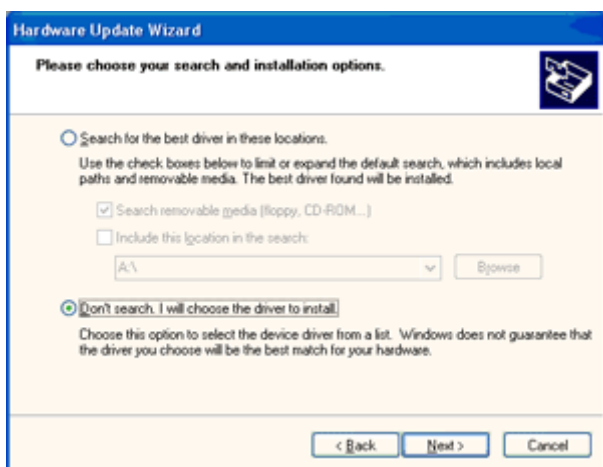 Hardware Update Wizard
Please choose your search and installation options.
Search for the best driver in these locations.
Use the check boxes below to limit or expand the default search, which includes local
paths and removable media. The best driver found will be installed.
Search removable media (floppy, CD-ROM...)
Include this location in the search:
A:\
Browse
Don't search. I will choose the driver to install.
Choose this option to select the device driver from a list. Windows does not guarantee that
the driver you choose will be the best match for your hardware.
< Back Next > Cancel